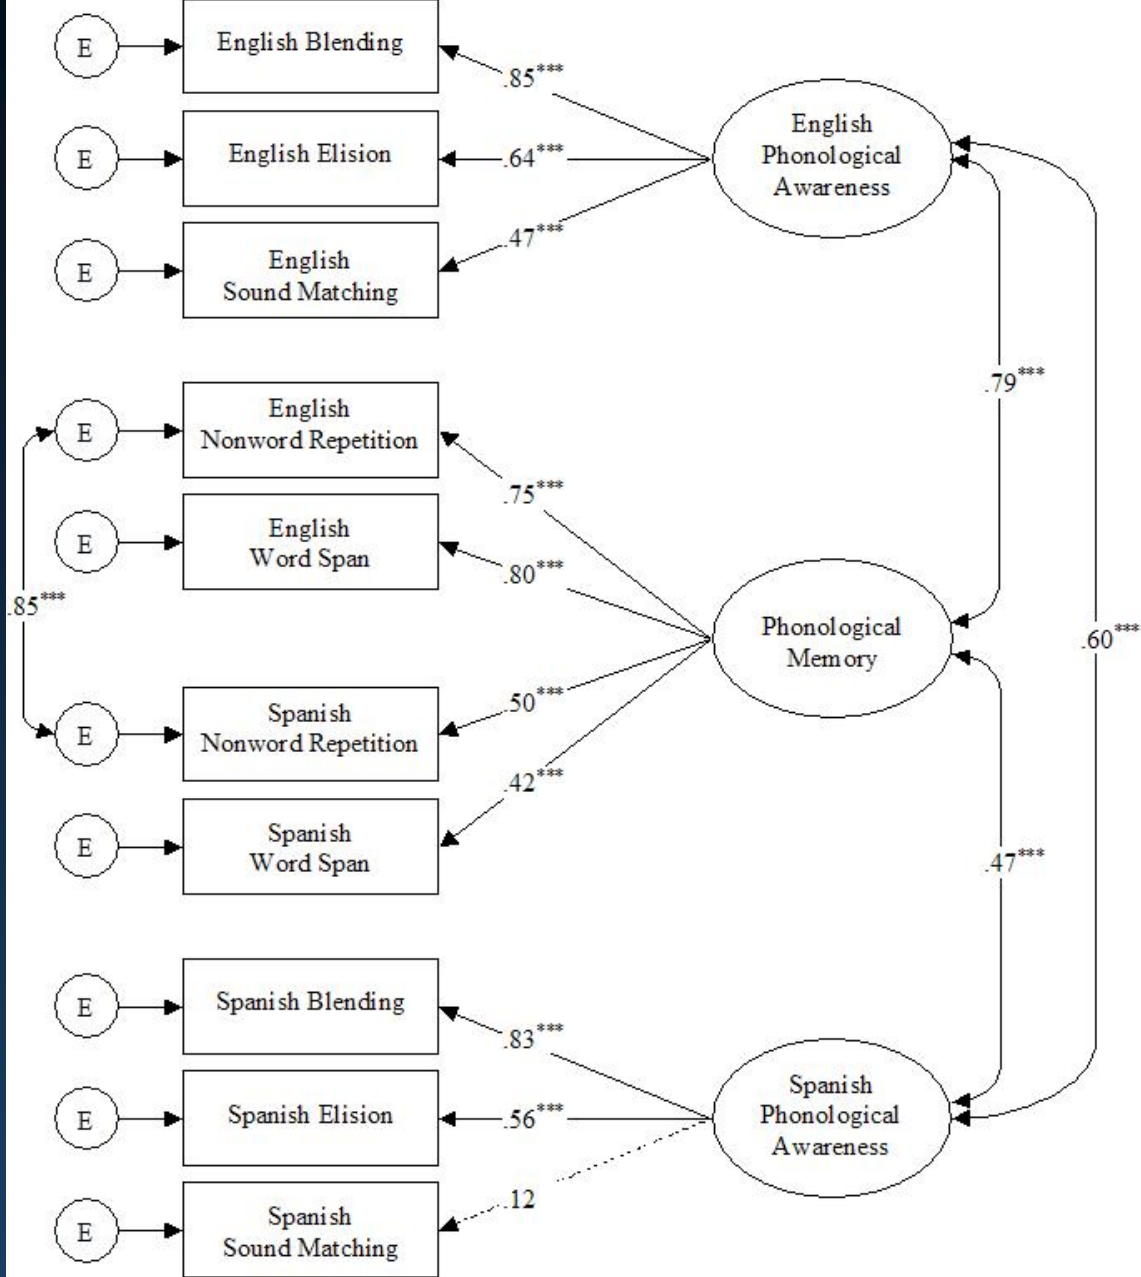 E
English Blending
.85***
English
Phonological
Awareness
E
English Elision
.64***
E
English
Sound Matching
.47***
.79***
E
English
Nonword Repetition
.75***
E
English
Word Span
.80***
.85***
Phonological
Memory
.60***
E
Spanish
Nonword Repetition
.50***
.42***
E
Spanish
Word Span
.47***
E
Spanish Blending
.83***
Spanish
Phonological
Awareness
E
Spanish Elision
.56***
E
Spanish
Sound Matching
.12